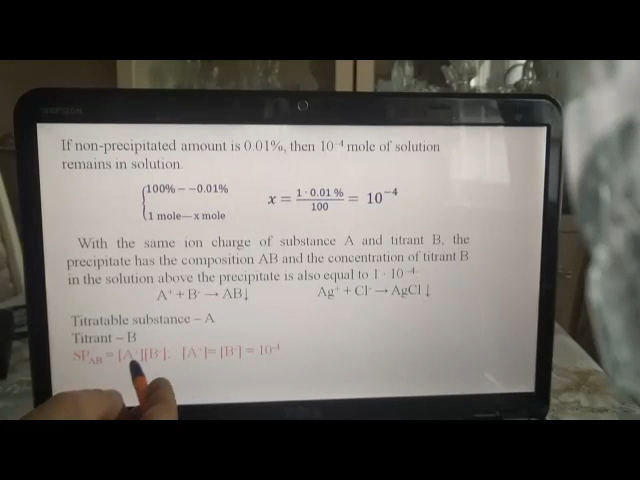 If non-precipitated amount is 0.01%, then 10⁻⁴ mole of solution
remains in solution.
{100% – –0.01%
1 mole—x mole
x = 1·0.01 % / 100 = 10⁻⁴
With the same ion charge of substance A and titrant B, the
precipitate has the composition AB and the concentration of titrant B
in the solution above the precipitate is also equal to 1 · 10⁻⁴.
A⁺ + B⁻ → AB↓ Ag⁺ + Cl⁻ → AgCl↓
Titratable substance – A
Titrant – B
SP_AB = [A⁺][B⁻], [A⁺]= [B⁻] = 10⁻⁴